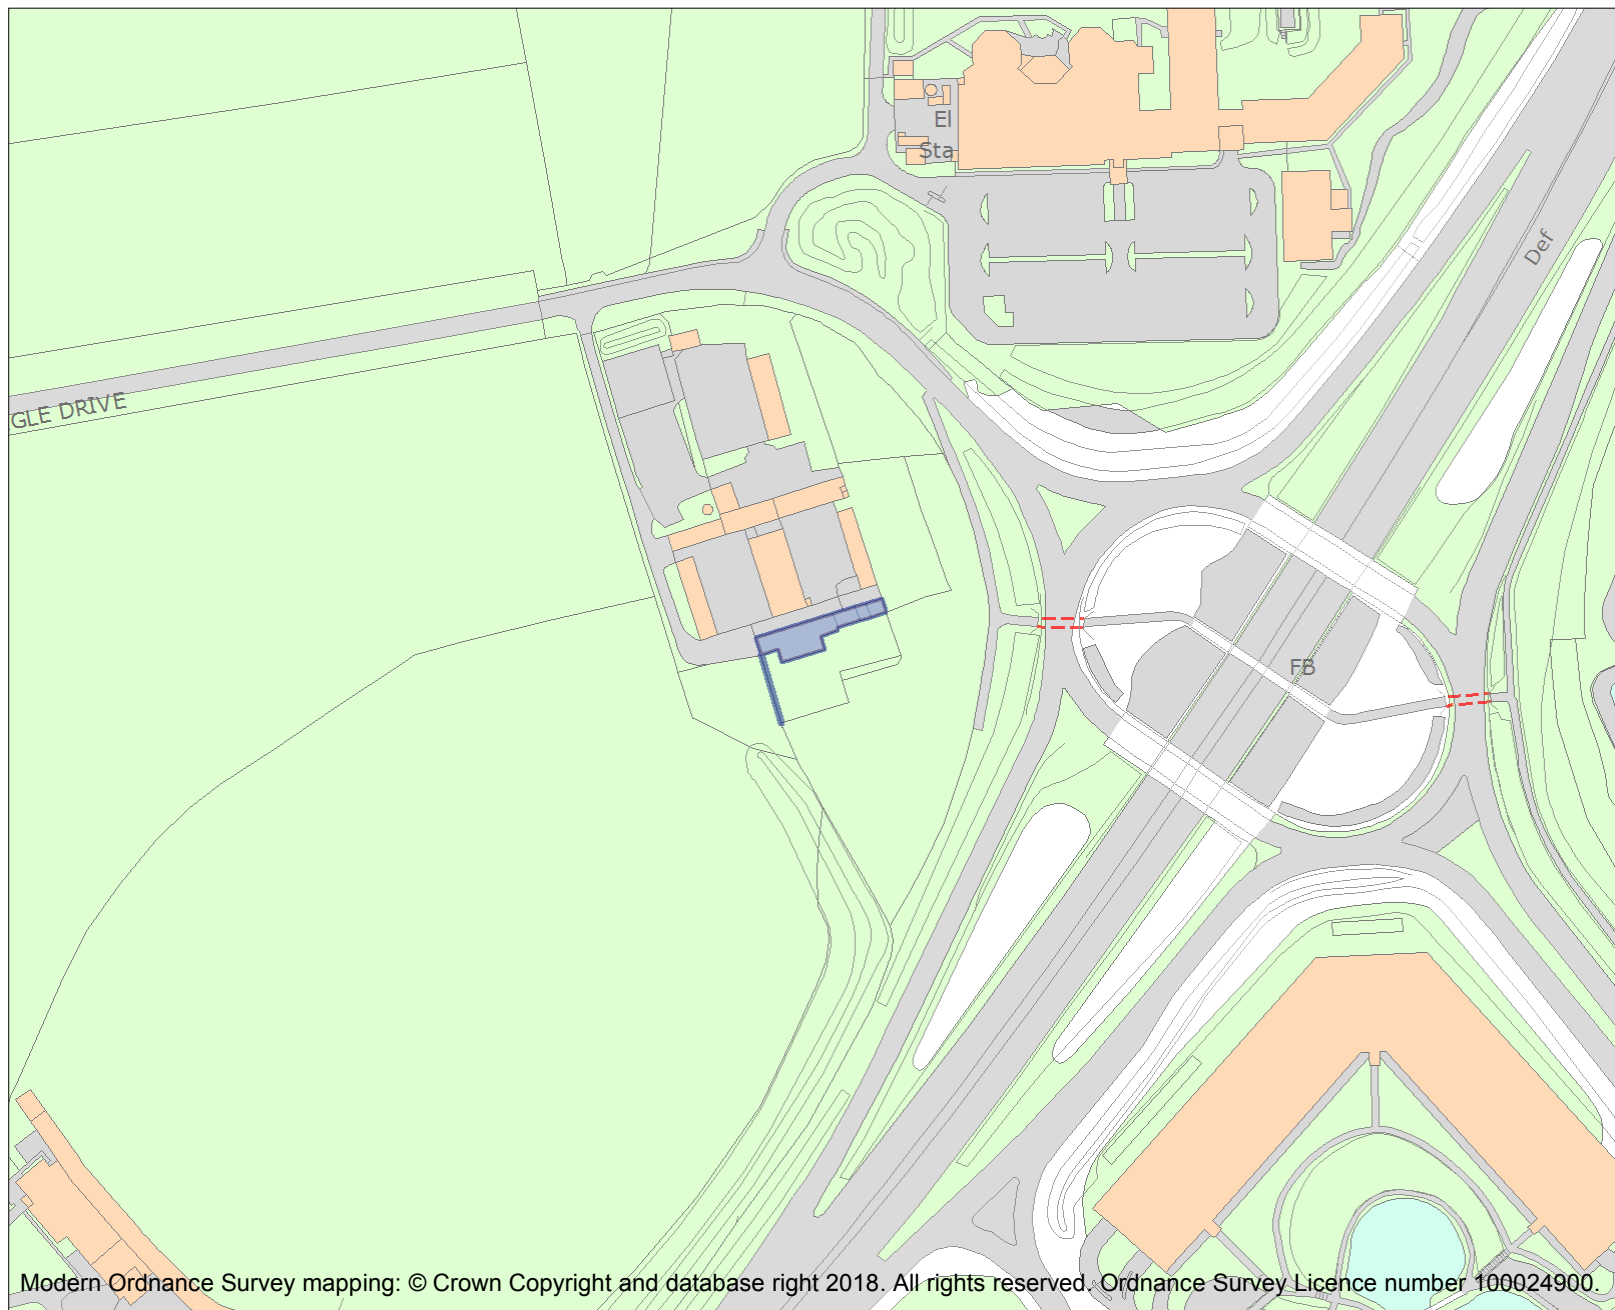 El
Sta
Def
GLE DRIVE
FB
Modern Ordnance Survey mapping: © Crown Copyright and database right 2018. All rights reserved. Ordnance Survey Licence number 100024900.